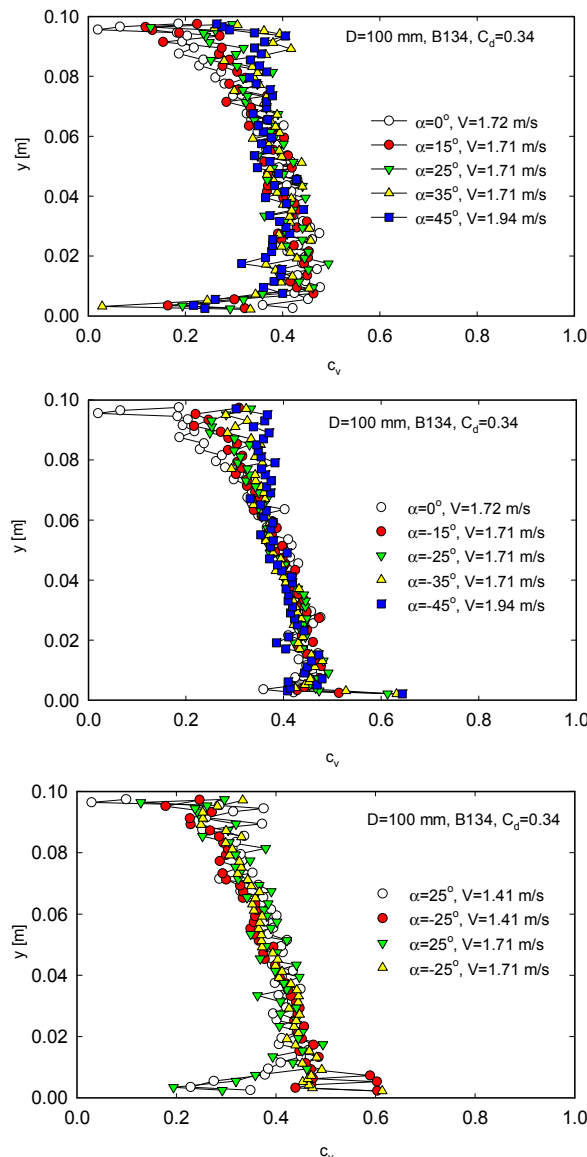 0.10
D=100 mm, B134, Cd=0.34
0.08
y [m]
0.06
α=0°, V=1.72 m/s
α=15°, V=1.71 m/s
0.04
α=25°, V=1.71 m/s
α=35°, V=1.71 m/s
α=45°, V=1.94 m/s
0.02
0.00
0.0 0.2 0.4 0.6 0.8 1.0
cv
0.10
D=100 mm, B134, Cd=0.34
0.08
y [m]
0.06
α=0°, V=1.72 m/s
α=-15°, V=1.71 m/s
0.04
α=-25°, V=1.71 m/s
α=-35°, V=1.71 m/s
α=-45°, V=1.94 m/s
0.02
0.00
0.0 0.2 0.4 0.6 0.8 1.0
cv
0.10
D=100 mm, B134, Cd=0.34
0.08
y [m]
0.06
α=25°, V=1.41 m/s
α=-25°, V=1.41 m/s
0.04
α=25°, V=1.71 m/s
α=-25°, V=1.71 m/s
0.02
0.00
0.0 0.2 0.4 0.6 0.8 1.0
cv